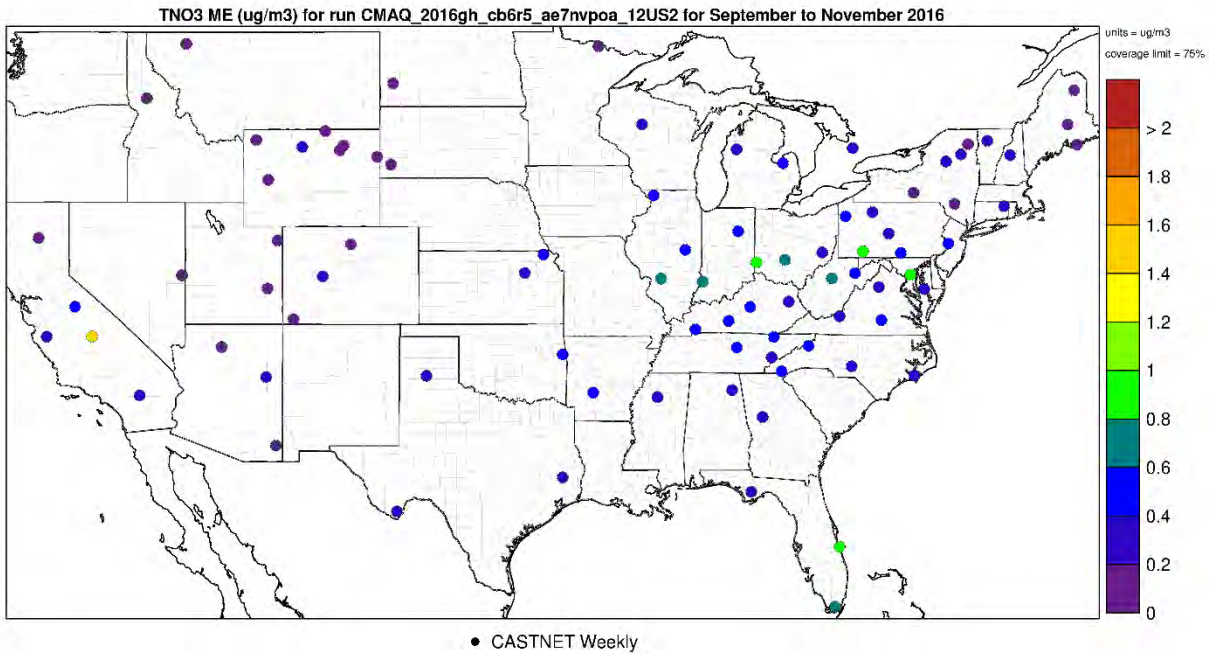 TNO3 ME (ug/m3) for run CMAQ_2016gh_cb6r5_ae7nvpoa_12US2 for September to November 2016
units = ug/m3
coverage limit = 75%
> 2
1.8
1.6
1.4
1.2
1
0.8
0.6
0.4
0.2
0
CASTNET Weekly